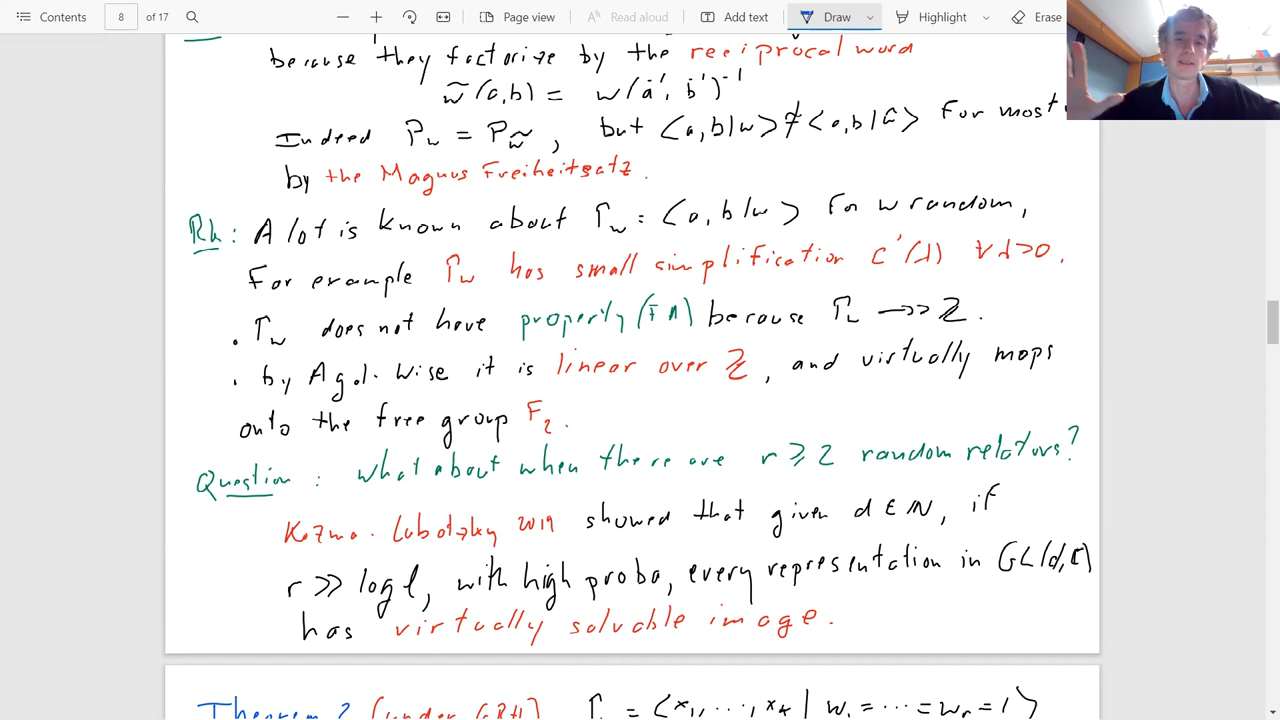 Contents
8 of 17
Page view
Read aloud
Add text
Draw
Highlight
Erase
because they factorize by the reciprocal word
w̃(a,b) = w(a⁻¹, b⁻¹)⁻¹
Indeed P_w = P_w̃, but <a,b|w> ≄ <a,b|w̃> for most
by the Magnus Freiheitsatz.
Rk: A lot is known about Γ_w = <a,b|w> for w random,
For example Γ_w has small simplification C'(λ) ∀λ>0.
. Γ_w does not have property (FA) because Γ_w ↠ ℤ.
. by Agol-Wise it is linear over ℤ, and virtually maps
onto the free group F₂.
Question: What about when there are r ⩾ 2 random relators?
Kozma-Lubotzky 2019 showed that given d ∈ ℕ, if
r ≫ log ℓ, with high proba, every representation in GL(d,ℂ)
has virtually solvable image.
Theorem 2 (under GRH) Γ = <x₁, ..., x_k | w₁ = ... = w_r = 1>